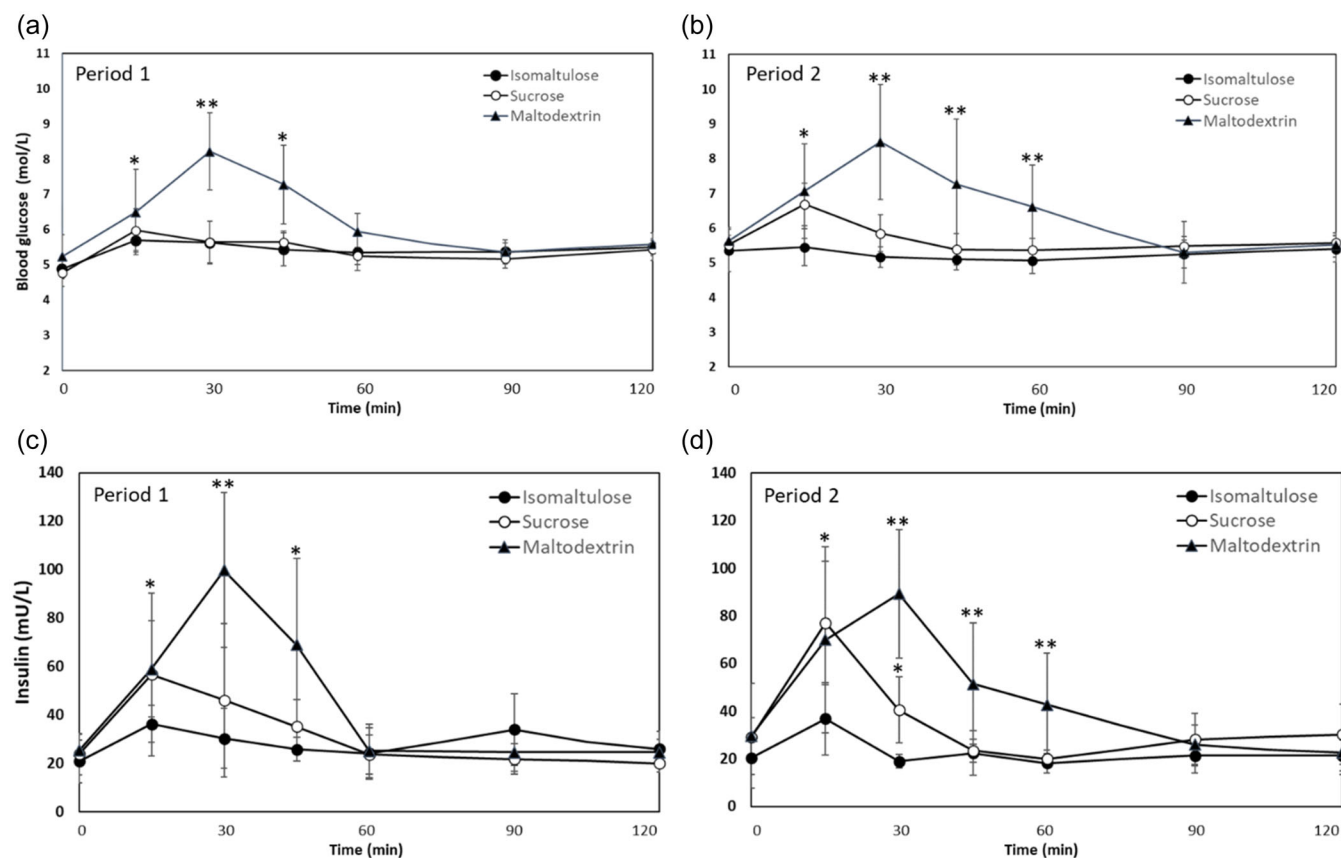 (a)
Period 1
Isomaltulose
Sucrose
Maltodextrin
Blood glucose (mol/L)
11
10
9
8
7
6
5
4
3
2
*
**
*
0
30
60
90
120
Time (min)
(b)
Period 2
Isomaltulose
Sucrose
Maltodextrin
11
10
9
8
7
6
5
4
3
2
*
**
**
**
0
30
60
90
120
Time (min)
(c)
Period 1
Isomaltulose
Sucrose
Maltodextrin
Insulin (mU/L)
140
120
100
80
60
40
20
0
*
**
*
0
30
60
90
120
Time (min)
(d)
Period 2
Isomaltulose
Sucrose
Maltodextrin
140
120
100
80
60
40
20
0
*
**
*
**
**
0
30
60
90
120
Time (min)